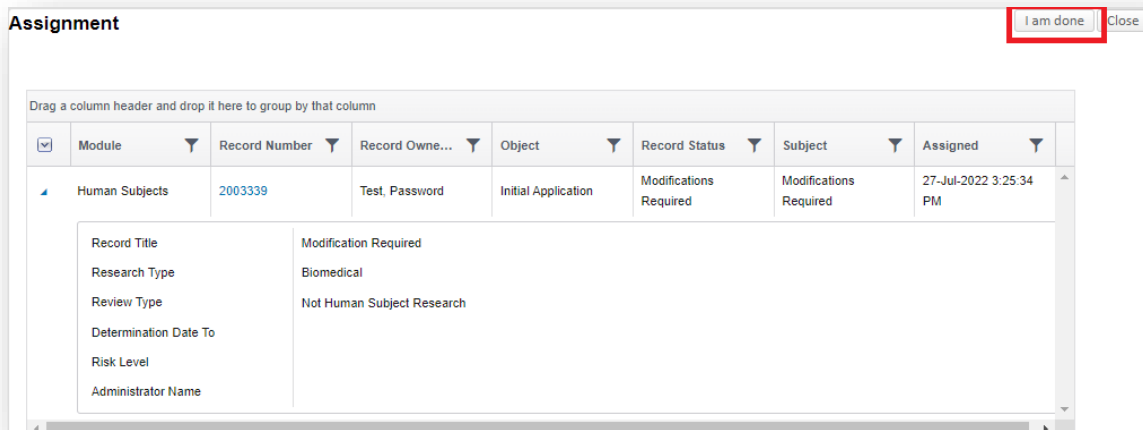 Assignment
I am done
Close
Drag a column header and drop it here to group by that column
Module Record Number Record Owne... Object Record Status Subject Assigned
Human Subjects 2003339 Test, Password Initial Application Modifications Required Modifications Required 27-Jul-2022 3:25:34 PM
Record Title Modification Required
Research Type Biomedical
Review Type Not Human Subject Research
Determination Date To
Risk Level
Administrator Name